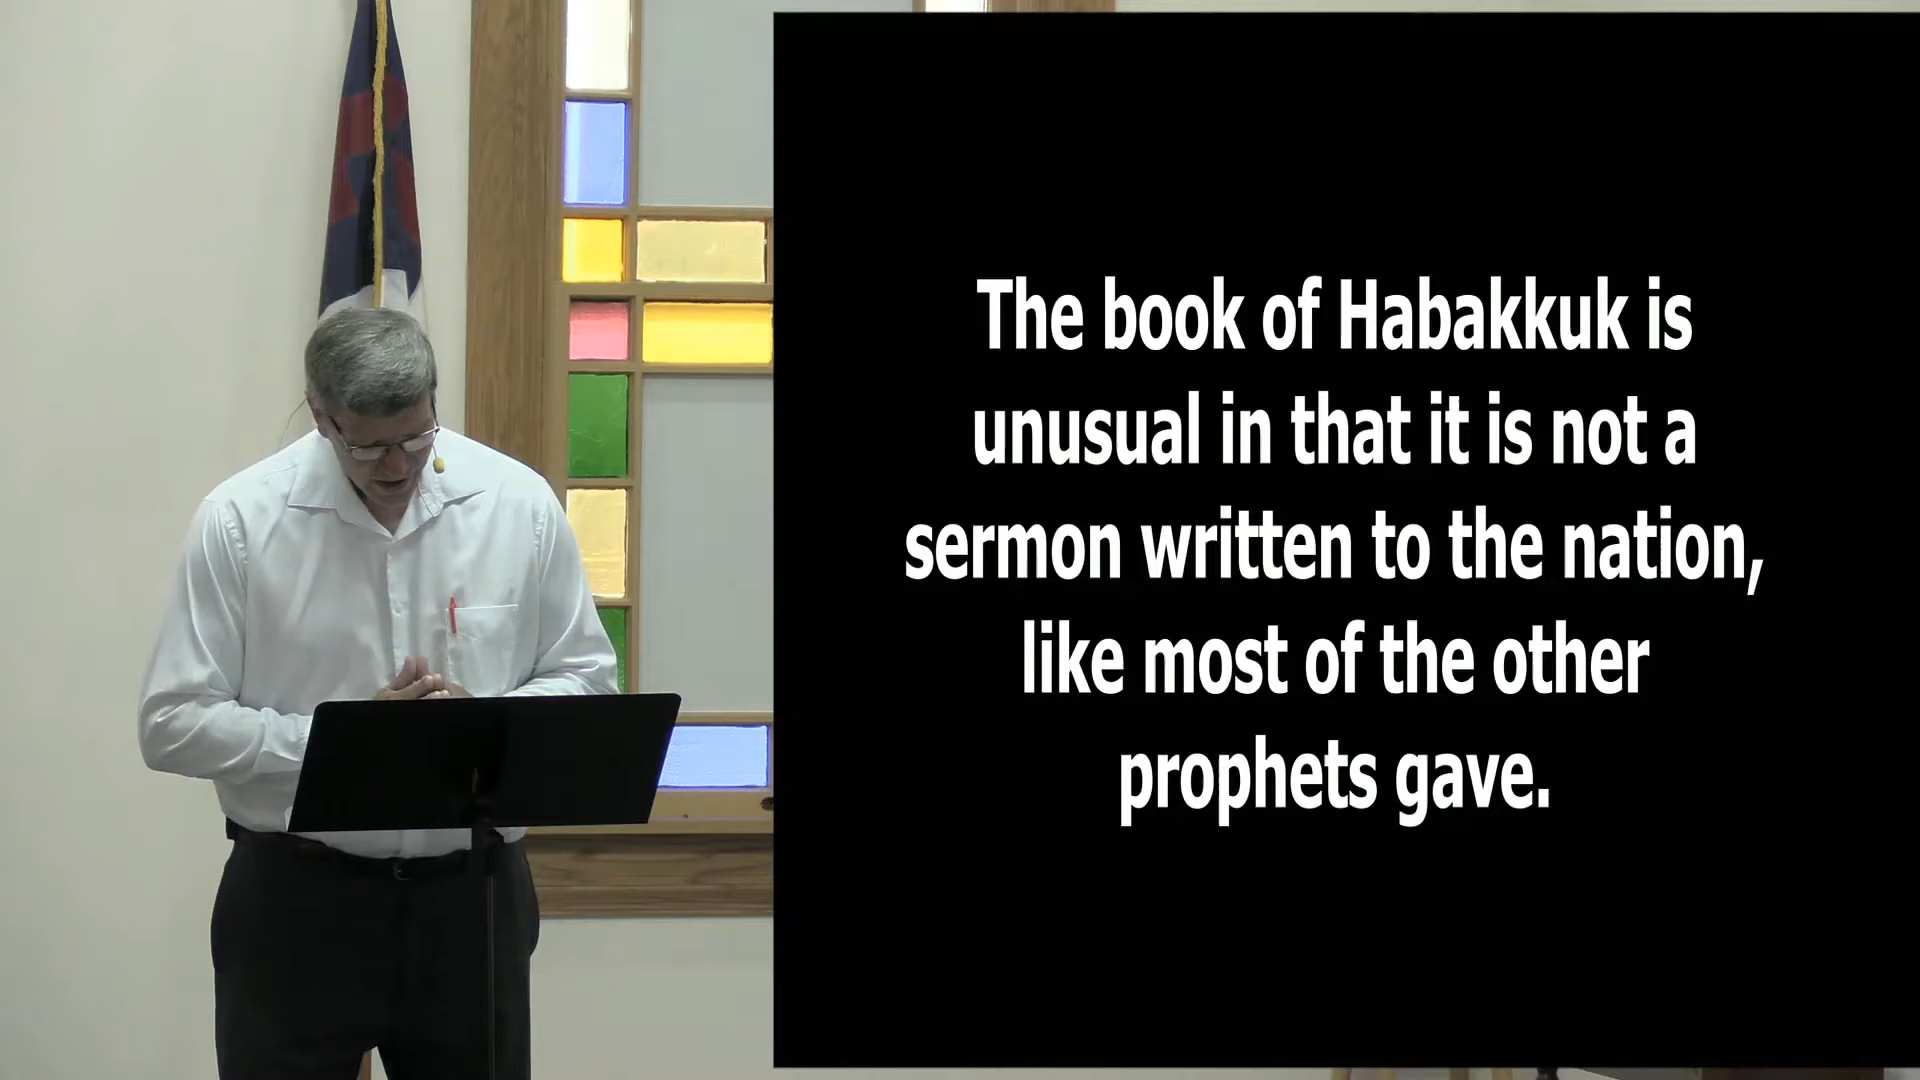 The book of Habakkuk is
unusual in that it is not a
sermon written to the nation,
like most of the other
prophets gave.